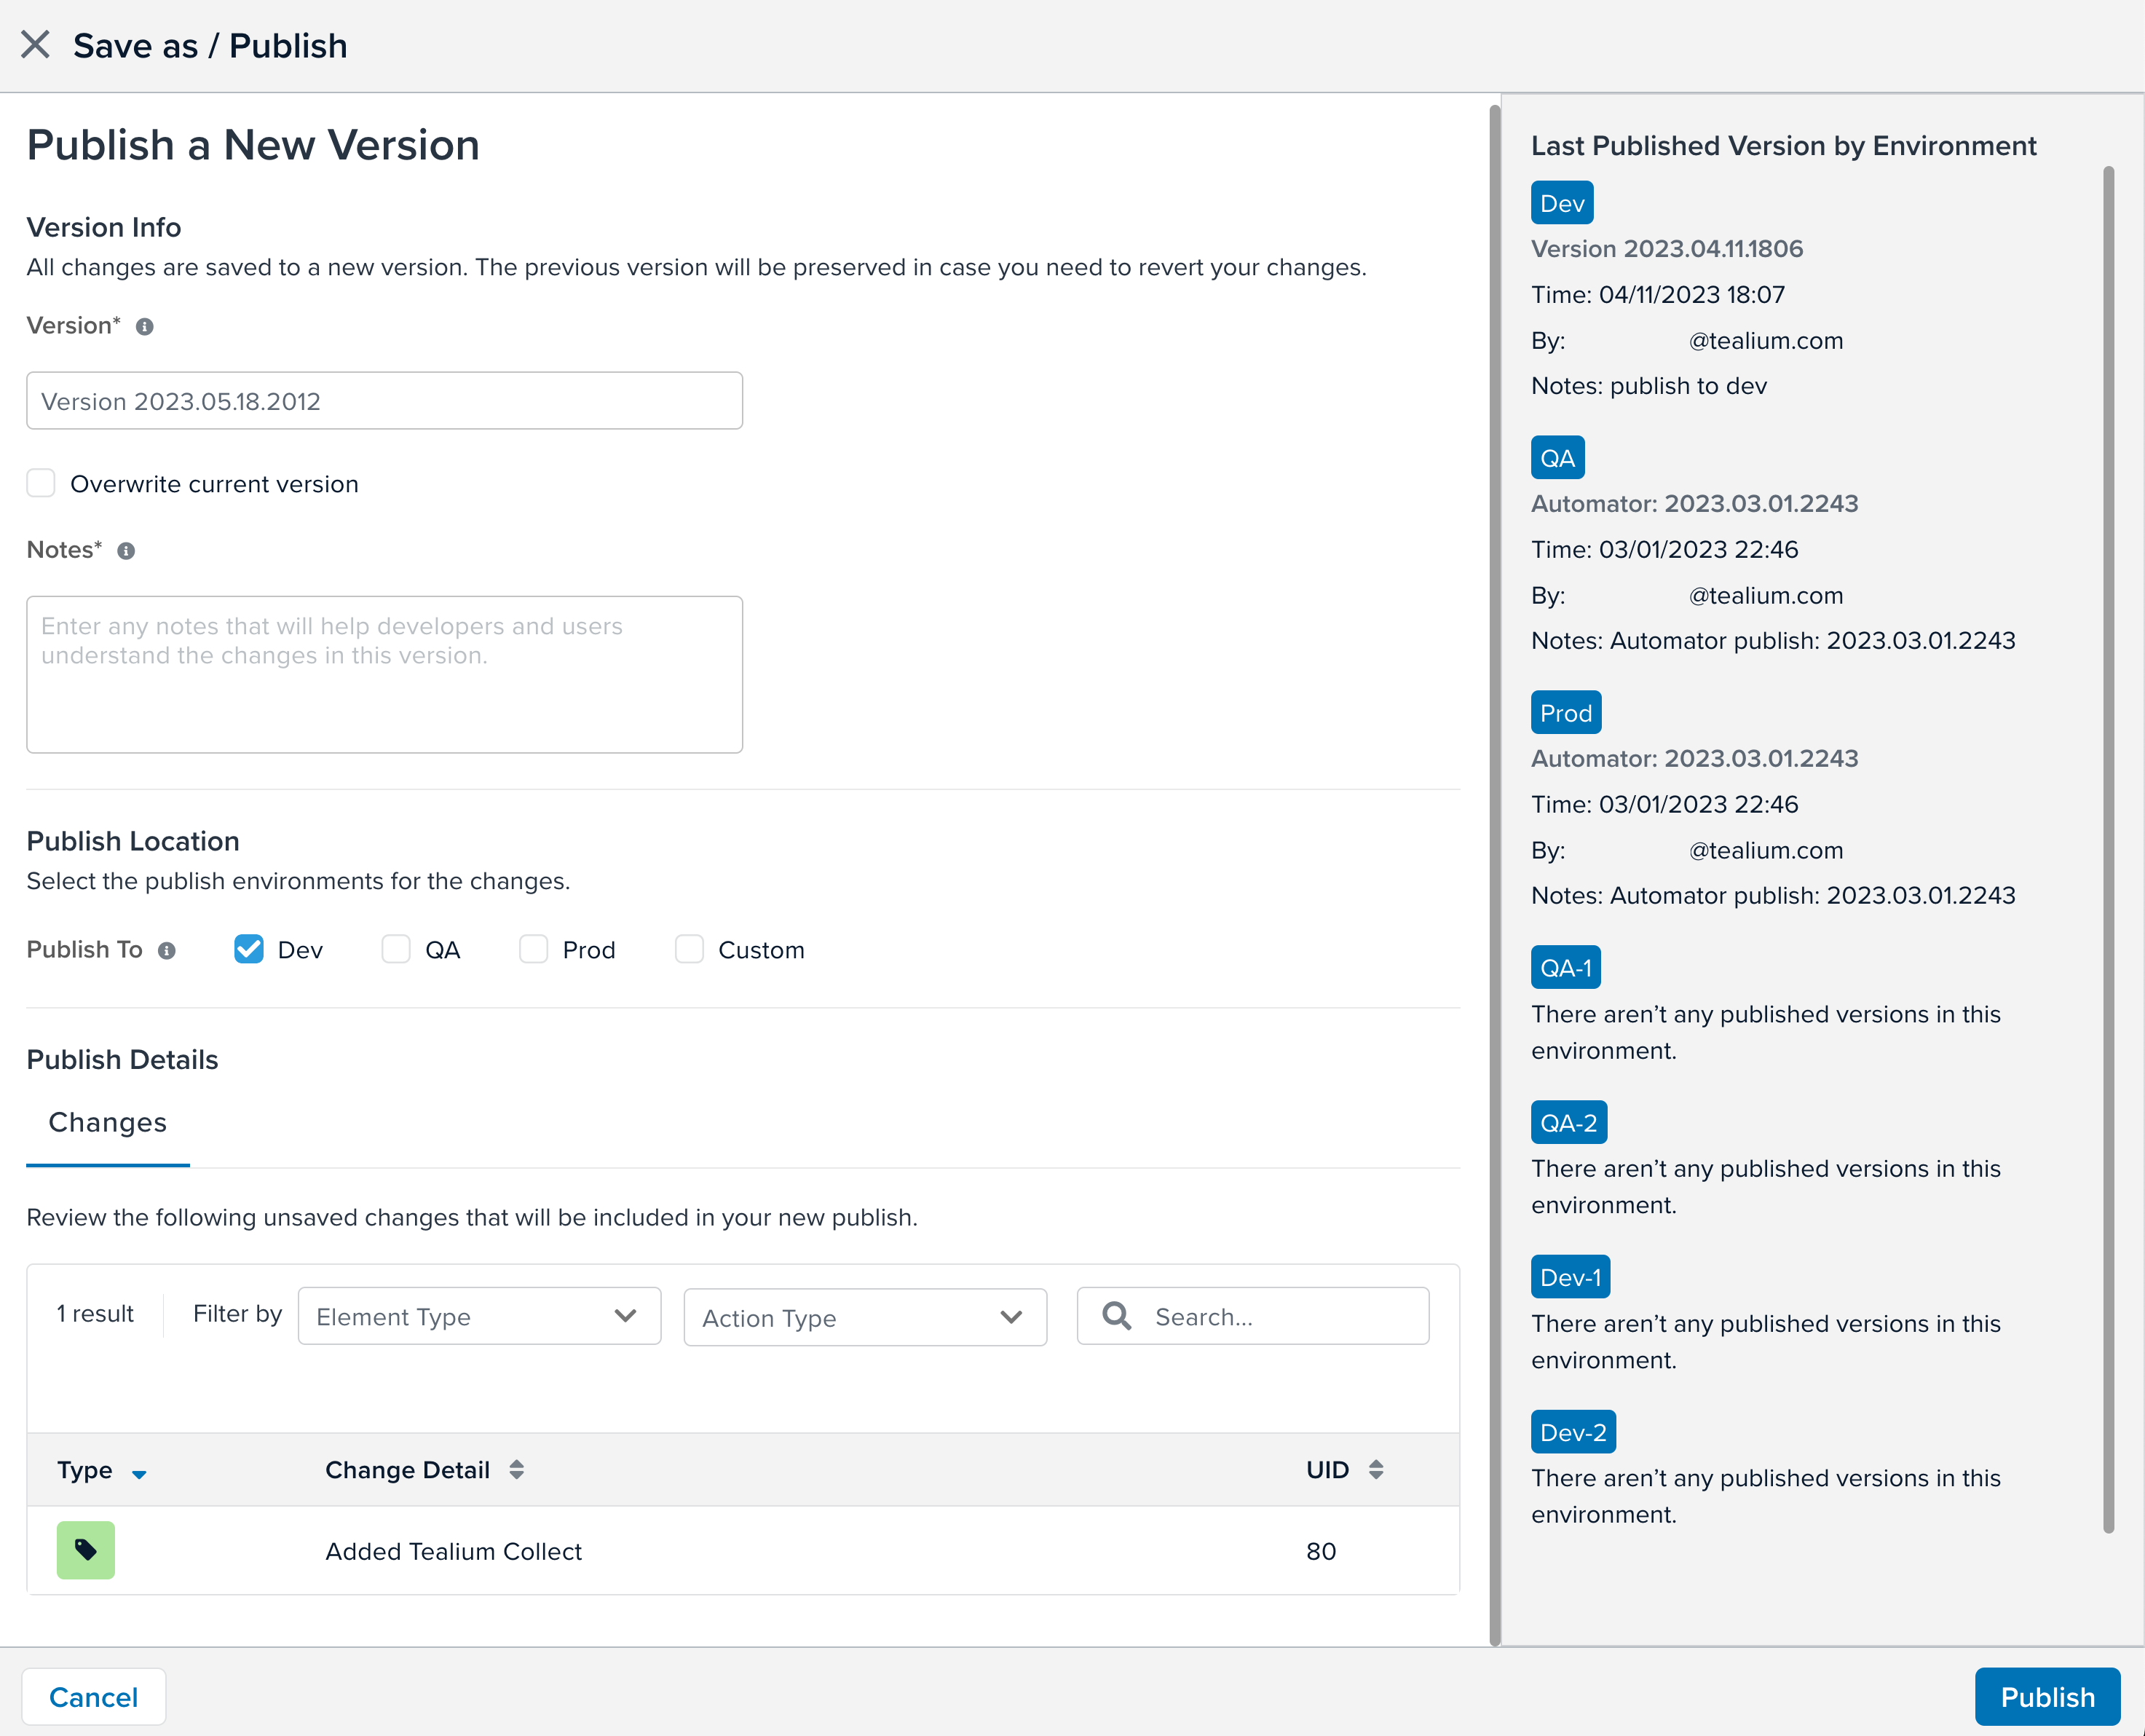 Save as / Publish
Publish a New Version
Version Info
All changes are saved to a new version. The previous version will be preserved in case you need to revert your changes.
Version*
Version 2023.05.18.2012
Overwrite current version
Notes*
Enter any notes that will help developers and users
understand the changes in this version.
Publish Location
Select the publish environments for the changes.
Publish To Dev QA Prod Custom
Publish Details
Changes
Review the following unsaved changes that will be included in your new publish.
1 result Filter by Element Type Action Type Search...
Type Change Detail UID
Added Tealium Collect 80
Last Published Version by Environment
Dev
Version 2023.04.11.1806
Time: 04/11/2023 18:07
By: @tealium.com
Notes: publish to dev
QA
Automator: 2023.03.01.2243
Time: 03/01/2023 22:46
By: @tealium.com
Notes: Automator publish: 2023.03.01.2243
Prod
Automator: 2023.03.01.2243
Time: 03/01/2023 22:46
By: @tealium.com
Notes: Automator publish: 2023.03.01.2243
QA-1
There aren’t any published versions in this
environment.
QA-2
There aren’t any published versions in this
environment.
Dev-1
There aren’t any published versions in this
environment.
Dev-2
There aren’t any published versions in this
environment.
Cancel Publish